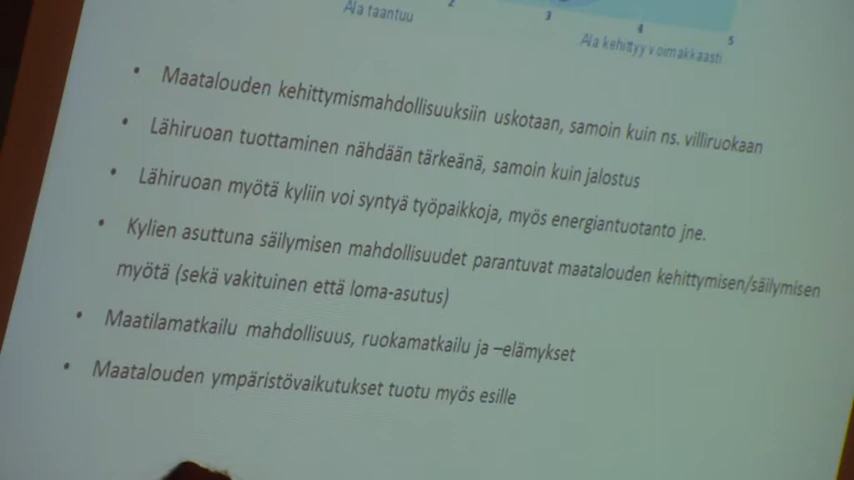 2
3
4
5
Ala taantuu
Ala kehittyy voimakkaasti
• Maatalouden kehittymismahdollisuuksiin uskotaan, samoin kuin ns. villiruokaan
• Lähiruoan tuottaminen nähdään tärkeänä, samoin kuin jalostus
• Lähiruoan myötä kyliin voi syntyä työpaikkoja, myös energiantuotanto jne.
• Kylien asuttuna säilymisen mahdollisuudet parantuvat maatalouden kehittymisen/säilymisen
myötä (sekä vakituinen että loma-asutus)
• Maatilamatkailu mahdollisuus, ruokamatkailu ja –elämykset
• Maatalouden ympäristövaikutukset tuotu myös esille